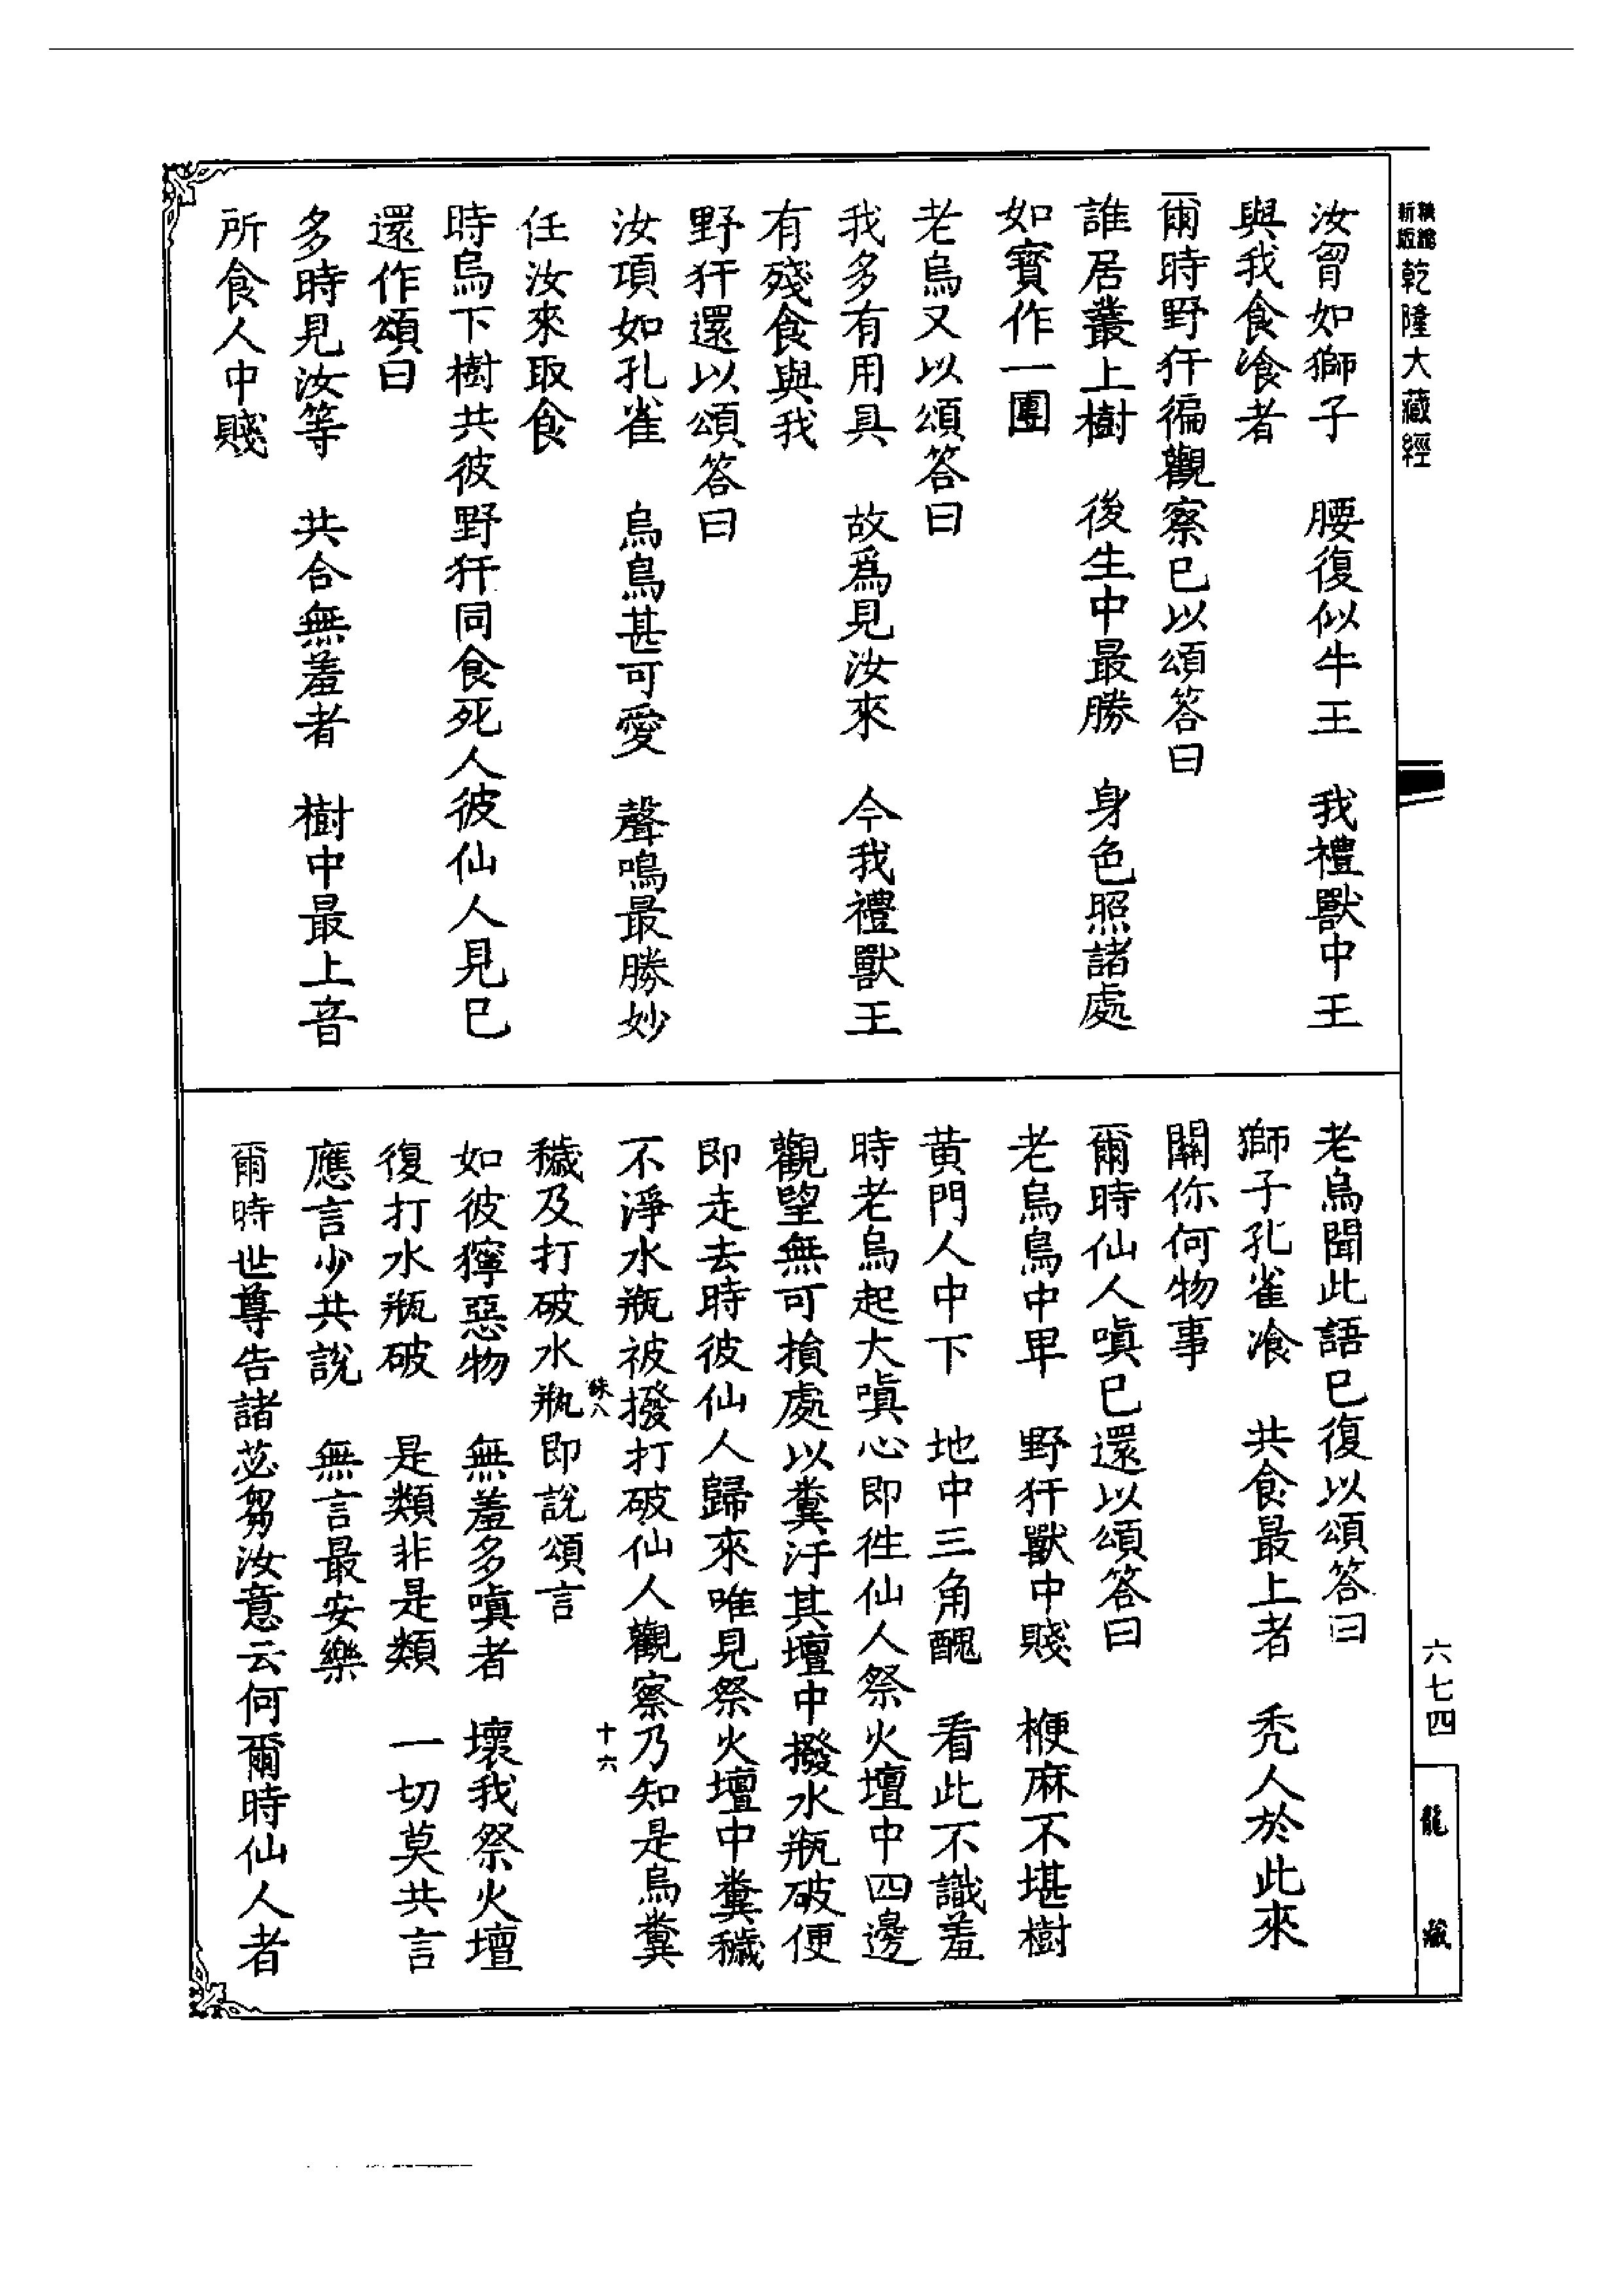 精縮新版乾隆大藏經
汝胷如獅子　腰復似牛王　我禮獸中王
與我食飡者
爾時野犴徧觀察已以頌答曰
誰居叢上樹　後生中最勝　身色照諸處
如寶作一團
老烏又以頌答曰
我多有用具　故爲見汝來　今我禮獸王
有殘食與我
野犴還以頌答曰
汝項如孔雀　烏鳥甚可愛　聲鳴最勝妙
任汝來取食
時烏下樹共彼野犴同食死人彼仙人見已
還作頌曰
多時見汝等　共合無羞者　樹中最上音
所食人中賤
老烏聞此語已復以頌答曰
獅子孔雀飡　共食最上者　禿人於此來
關你何物事
爾時仙人嗔已還以頌答曰
老烏鳥中卑　野犴獸中賤　楩麻不堪樹
黃門人中下　地中三角醜　看此不識羞
時老烏起大嗔心即徃仙人祭火壇中四邊
觀望無可損處以糞汙其壇中撥水瓶破便
即走去時彼仙人歸來唯見祭火壇中糞穢
不淨水瓶被撥打破仙人觀察乃知是烏糞
穢及打破水瓶即說頌言
如彼獰惡物　無羞多嗔者　壞我祭火壇
復打水瓶破　是類非是類　一切莫共言
應言少共說　無言最安樂
爾時世尊告諸苾芻汝意云何爾時仙人者
十六
六七四
龍藏